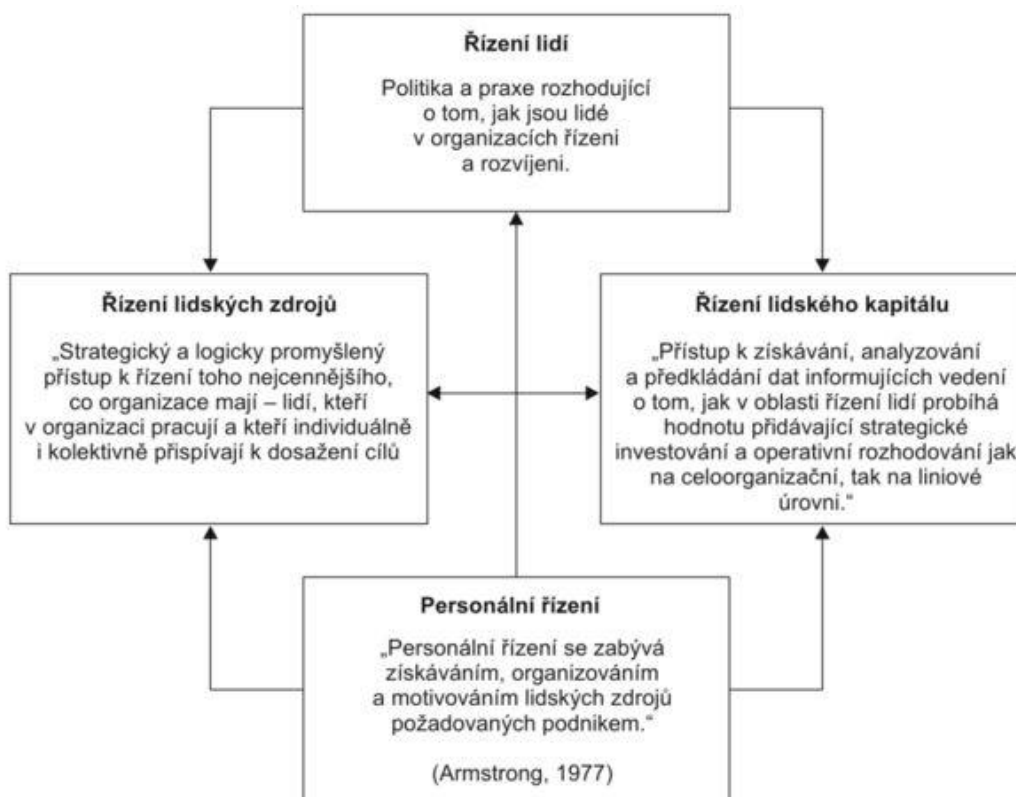 Řízení lidí
Politika a praxe rozhodující
o tom, jak jsou lidé
v organizacích řízeni
a rozvíjeni.
Řízení lidských zdrojů
„Strategický a logicky promyšlený
přístup k řízení toho nejcennějšího,
co organizace mají – lidí, kteří
v organizaci pracují a kteří individuálně
i kolektivně přispívají k dosažení cílů
Řízení lidského kapitálu
„Přístup k získávání, analyzování
a předkládání dat informujících vedení
o tom, jak v oblasti řízení lidí probíhá
hodnotu přidávající strategické
investování a operativní rozhodování jak
na celoorganizační, tak na liniové
úrovni.“
Personální řízení
„Personální řízení se zabývá
získáváním, organizováním
a motivováním lidských zdrojů
požadovaných podnikem.“
(Armstrong, 1977)